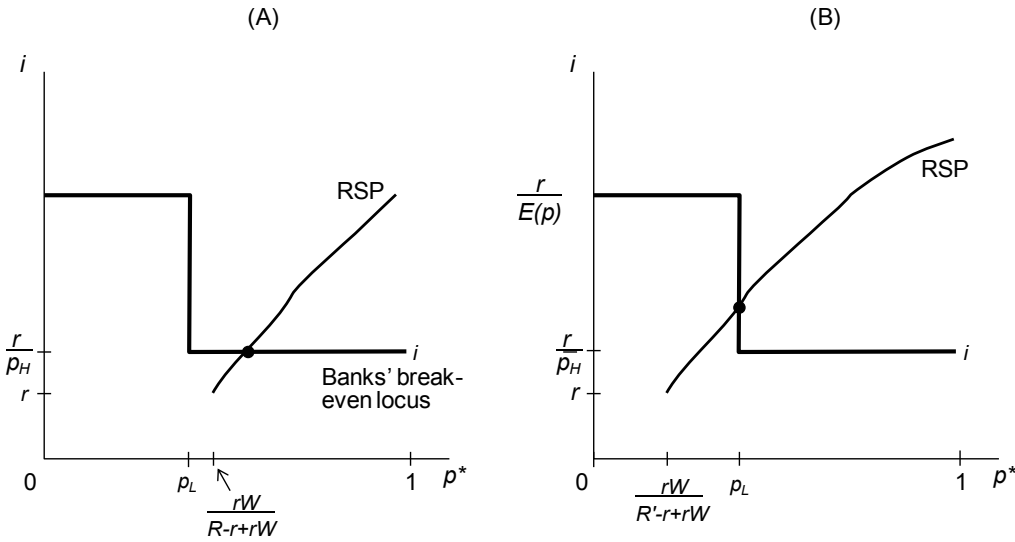 (A)
i
RSP
r
p_H
r
i
Banks' break-
even locus
0
p_L
1
p*
rW
R-r+rW
(B)
i
r
E(p)
RSP
r
p_H
r
i
0
rW
R'-r+rW
p_L
1
p*